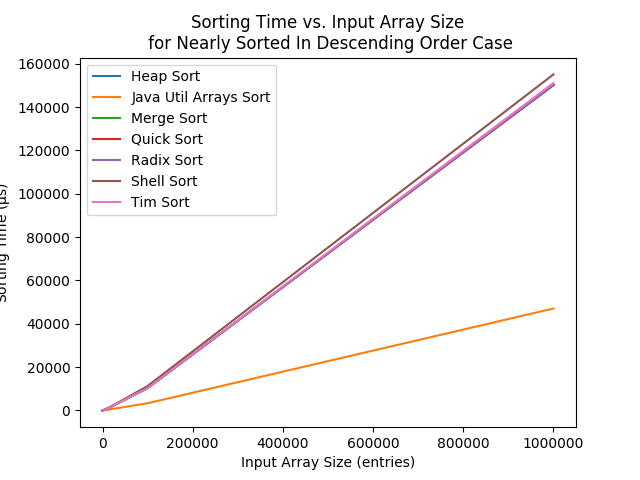 Sorting Time vs. Input Array Size
for Nearly Sorted In Descending Order Case
160000
140000
120000
100000
80000
60000
40000
20000
0
Sorting Time (µs)
Heap Sort
Java Util Arrays Sort
Merge Sort
Quick Sort
Radix Sort
Shell Sort
Tim Sort
0
200000
400000
600000
800000
1000000
Input Array Size (entries)